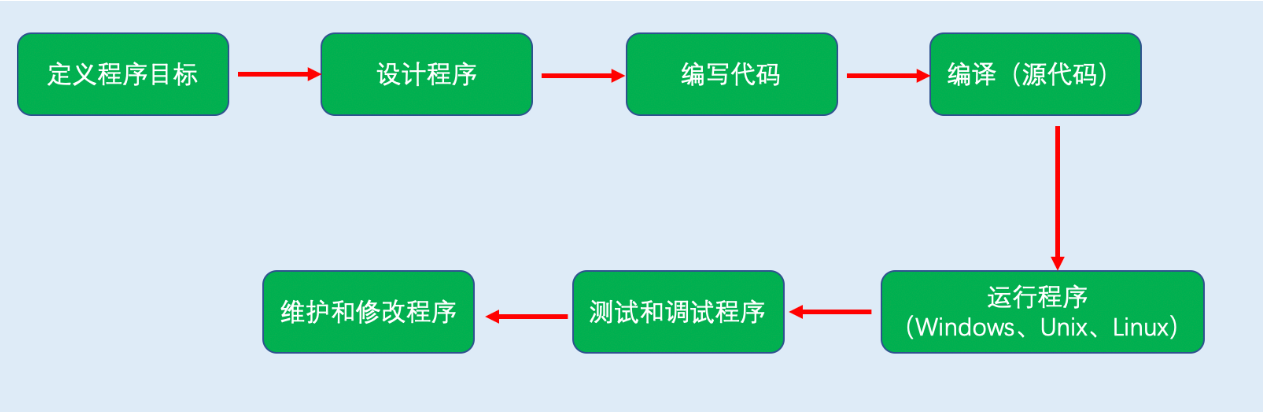 定义程序目标
设计程序
编写代码
编译（源代码）
运行程序
（Windows、Unix、Linux）
测试和调试程序
维护和修改程序